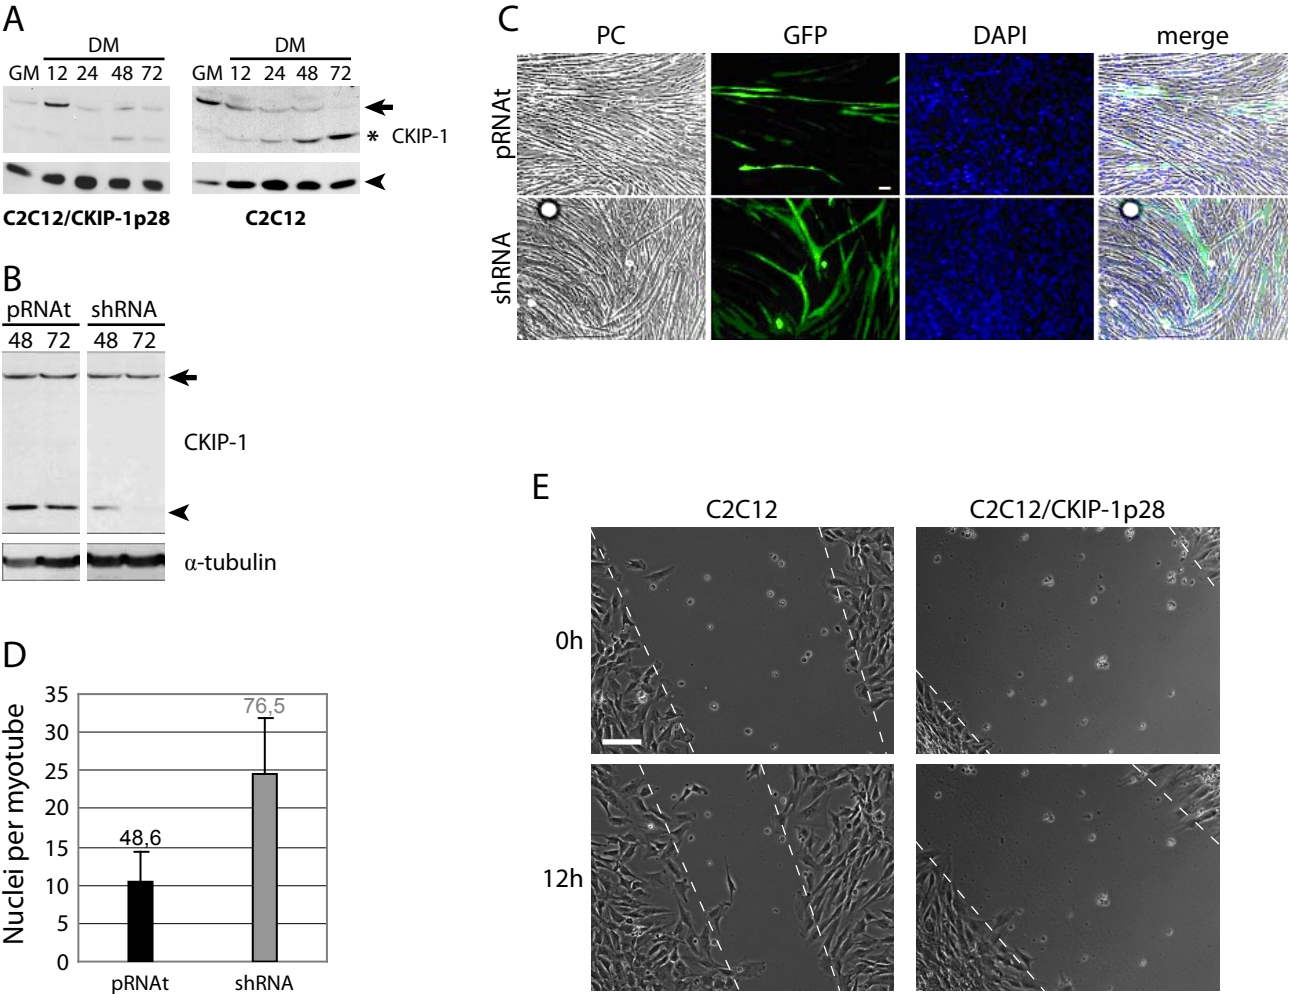 A
DM DM
GM 12 24 48 72 GM 12 24 48 72
* CKIP-1
C2C12/CKIP-1p28 C2C12
B
pRNAt shRNA
48 72 48 72
CKIP-1
α-tubulin
C
PC GFP DAPI merge
pRNAt
shRNA
D
Nuclei per myotube
35
30
25
20
15
10
5
0
76,5
48,6
pRNAt shRNA
E
C2C12 C2C12/CKIP-1p28
0h
12h